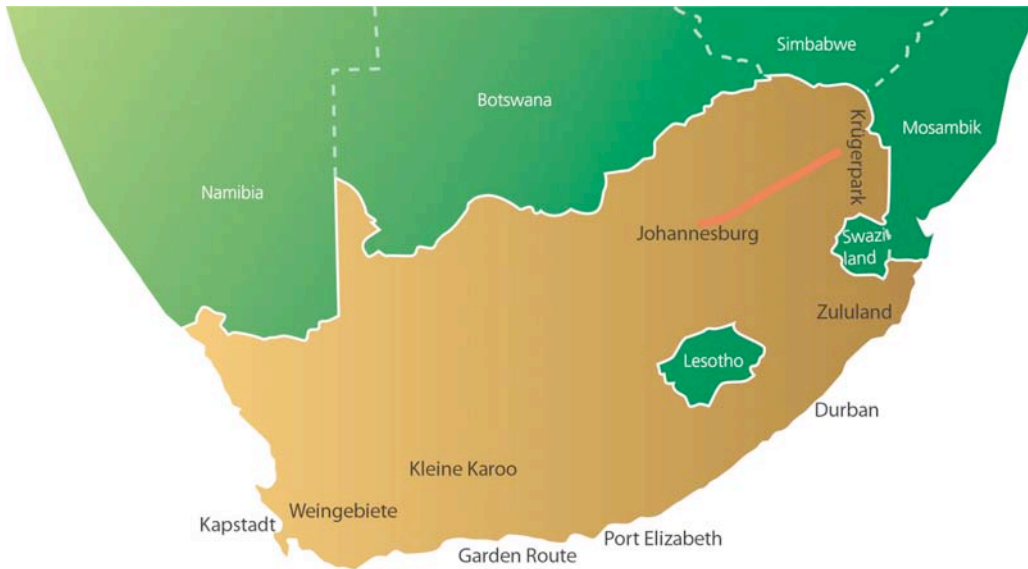 Simbabwe
Botswana
Mosambik
Krügerpark
Namibia
Johannesburg
Swazi
land
Zululand
Lesotho
Durban
Kleine Karoo
Weingebiete
Kapstadt
Port Elizabeth
Garden Route